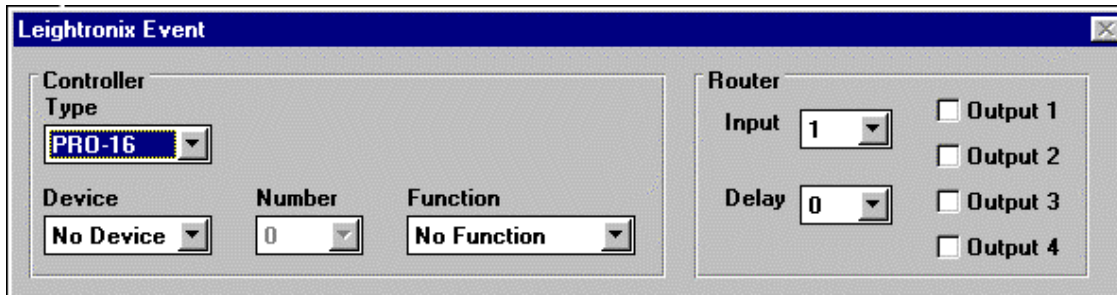 Leightronix Event
Controller
Type
PRO-16
Device
Number
Function
No Device
0
No Function
Router
Input
1
Delay
0
Output 1
Output 2
Output 3
Output 4